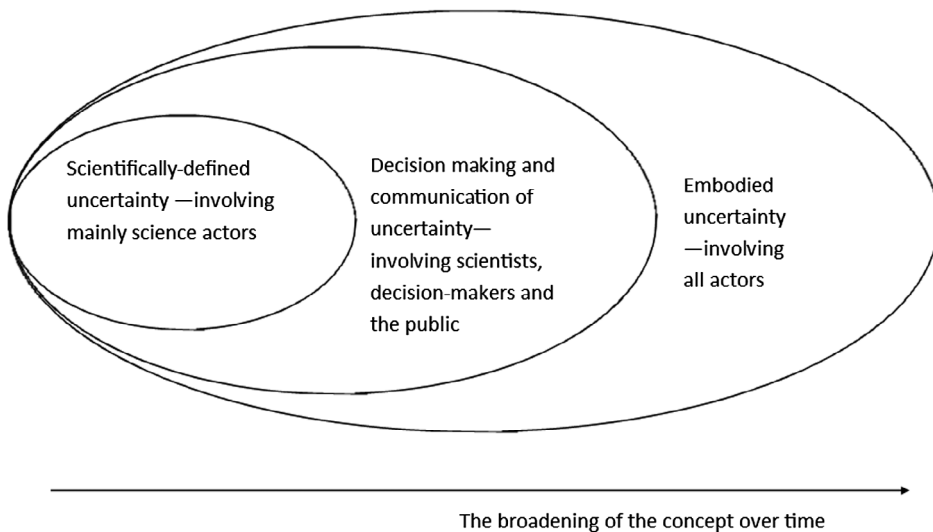 Scientifically-defined
uncertainty —involving
mainly science actors
Decision making and
communication of
uncertainty—
involving scientists,
decision-makers and
the public
Embodied
uncertainty
—involving
all actors
The broadening of the concept over time